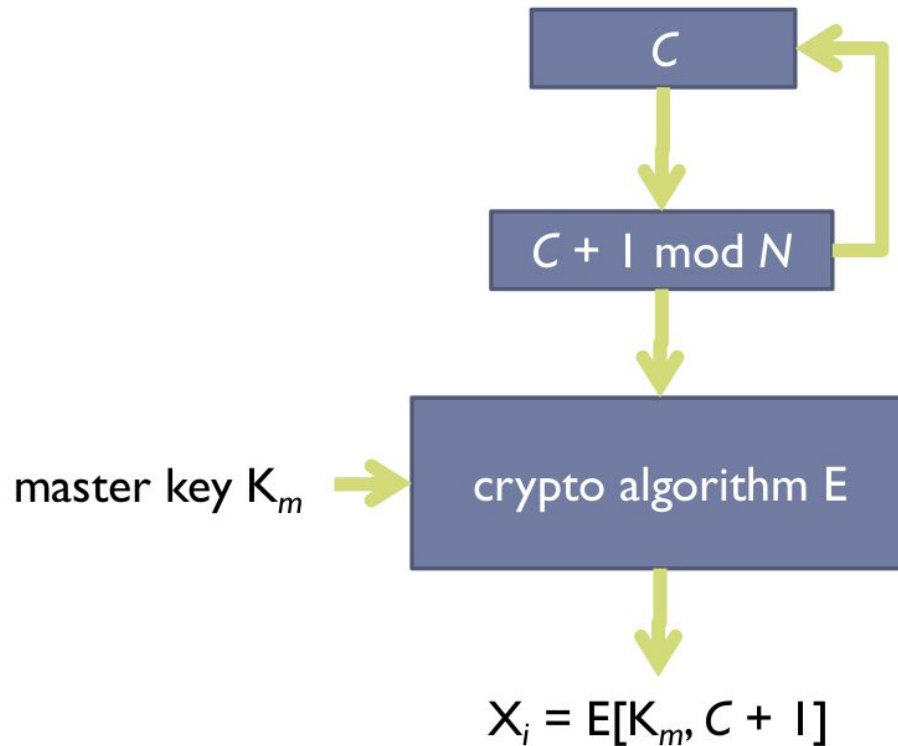 C
C + 1 mod N
master key Kₘ
crypto algorithm E
Xᵢ = E[Kₘ, C + 1]